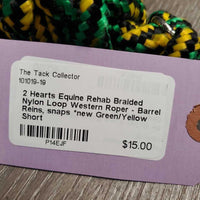 The Tack Collector
101019-19
2 Hearts Equine Rehab Braided
Nylon Loop Western Roper - Barrel
Reins, snaps *new Green/Yellow
Short
P14EJF
$15.00